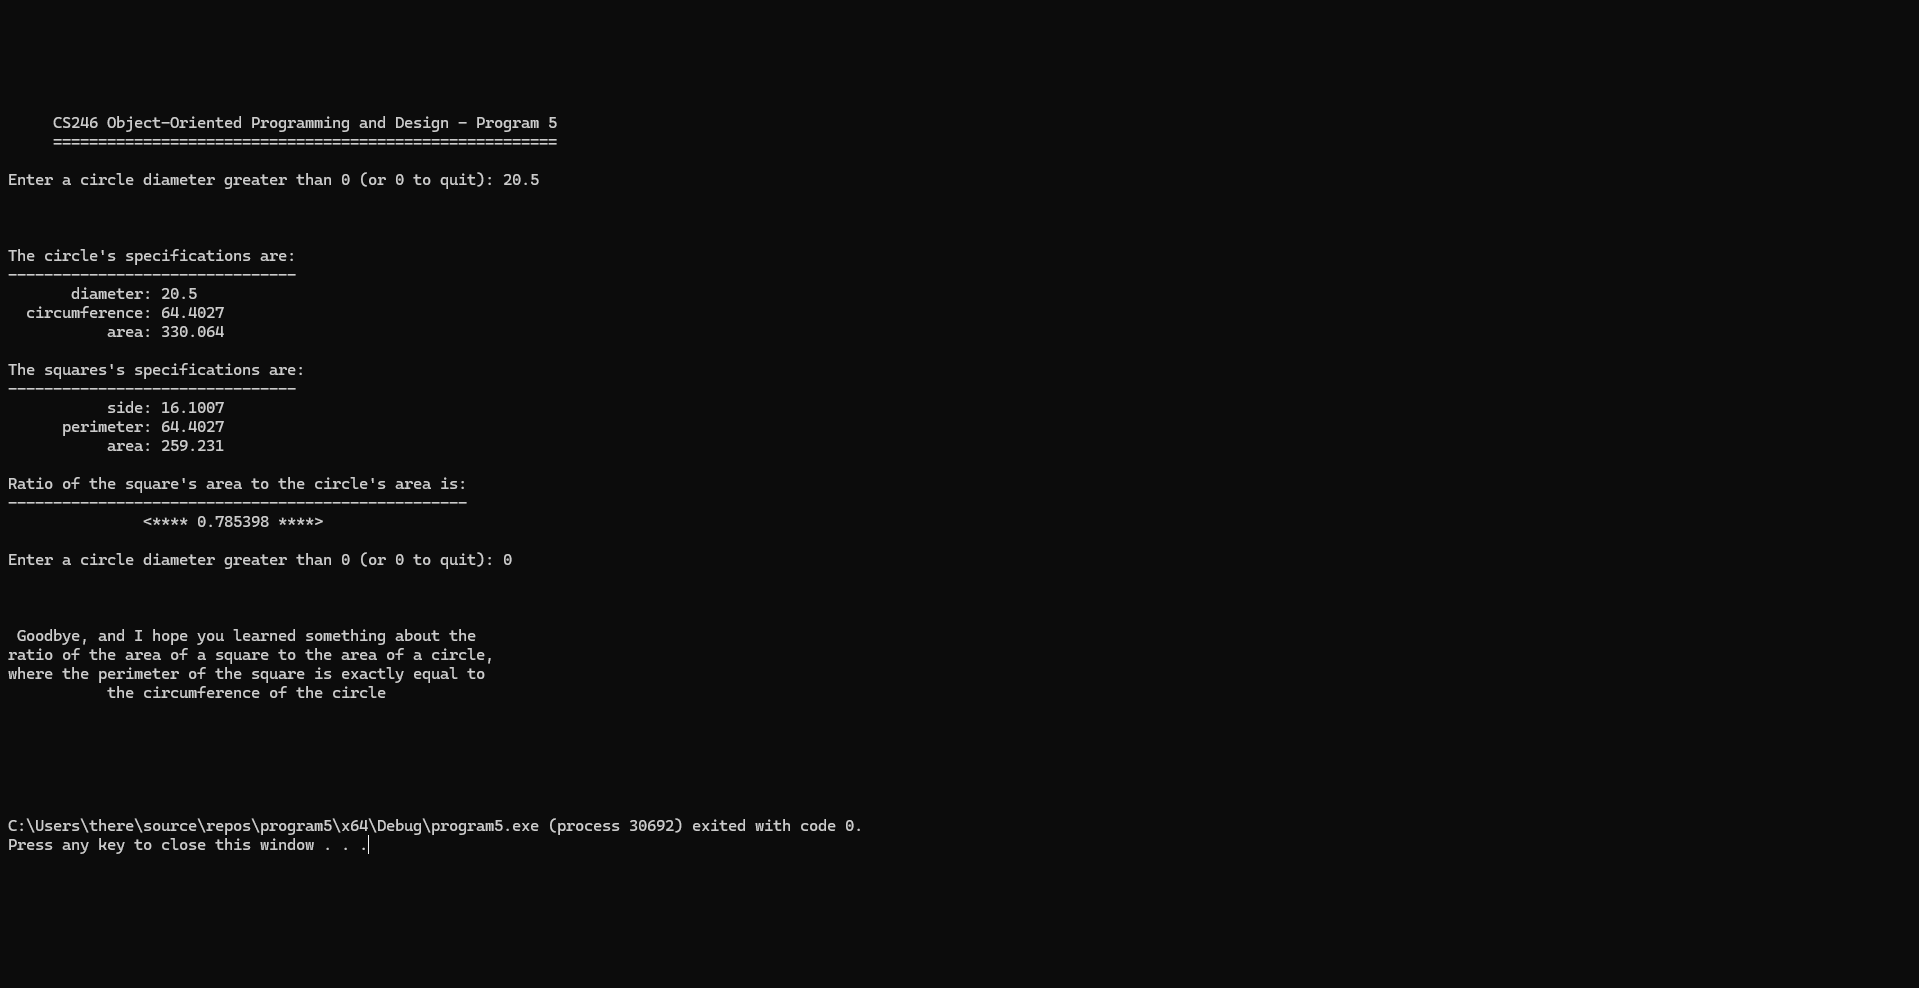 CS246 Object-Oriented Programming and Design - Program 5
========================================================
Enter a circle diameter greater than 0 (or 0 to quit): 20.5
The circle's specifications are:
--------------------------------
diameter: 20.5
circumference: 64.4027
area: 330.064
The squares's specifications are:
--------------------------------
side: 16.1007
perimeter: 64.4027
area: 259.231
Ratio of the square's area to the circle's area is:
---------------------------------------------------
<**** 0.785398 ****>
Enter a circle diameter greater than 0 (or 0 to quit): 0
Goodbye, and I hope you learned something about the
ratio of the area of a square to the area of a circle,
where the perimeter of the square is exactly equal to
the circumference of the circle
C:\Users\there\source\repos\program5\x64\Debug\program5.exe (process 30692) exited with code 0.
Press any key to close this window . . .